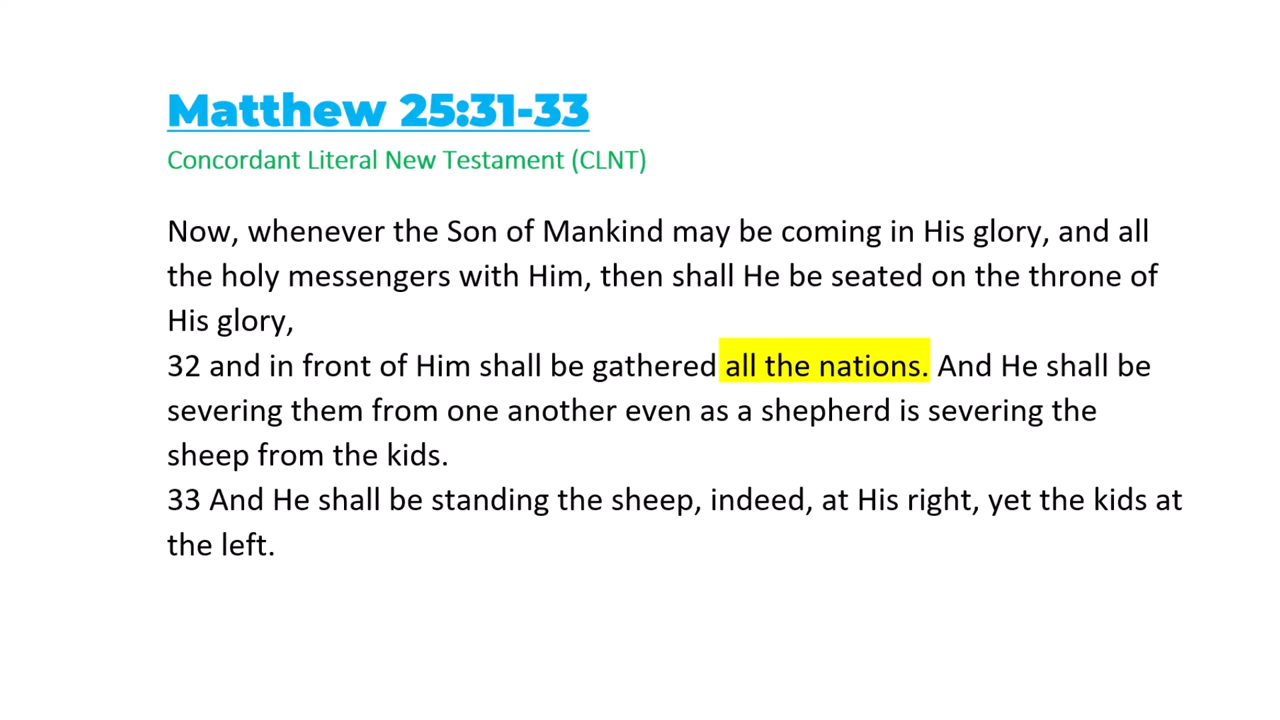 Matthew 25:31-33
Concordant Literal New Testament (CLNT)
Now, whenever the Son of Mankind may be coming in His glory, and all
the holy messengers with Him, then shall He be seated on the throne of
His glory,
32 and in front of Him shall be gathered all the nations. And He shall be
severing them from one another even as a shepherd is severing the
sheep from the kids.
33 And He shall be standing the sheep, indeed, at His right, yet the kids at
the left.